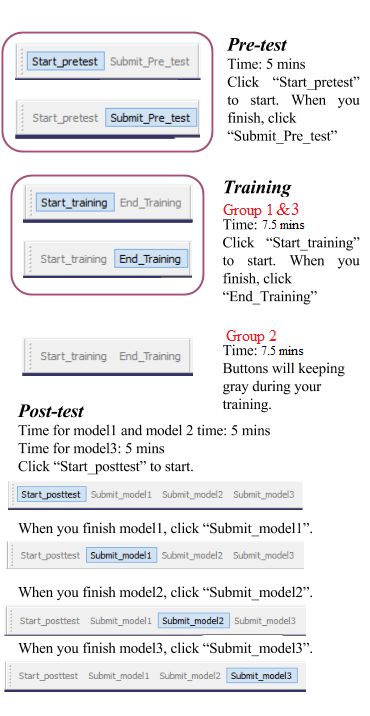 Pre-test
Start_pretest Submit_Pre_test
Time: 5 mins
Click “Start_pretest”
to start. When you
finish, click
“Submit_Pre_test”
Start_pretest Submit_Pre_test
Training
Group 1 &3
Start_training End_Training
Time: 7.5 mins
Click “Start_training”
to start. When you
finish, click
“End_Training”
Start_training End_Training
Group 2
Time: 7.5 mins
Start_training End_Training
Buttons will keeping
gray during your
training.
Post-test
Time for model1 and model 2 time: 5 mins
Time for model3: 5 mins
Click “Start_posttest” to start.
Start_posttest Submit_model1 Submit_model2 Submit_model3
When you finish model1, click “Submit_model1”.
Start_posttest Submit_model1 Submit_model2 Submit_model3
When you finish model2, click “Submit_model2”.
Start_posttest Submit_model1 Submit_model2 Submit_model3
When you finish model3, click “Submit_model3”.
Start_posttest Submit_model1 Submit_model2 Submit_model3